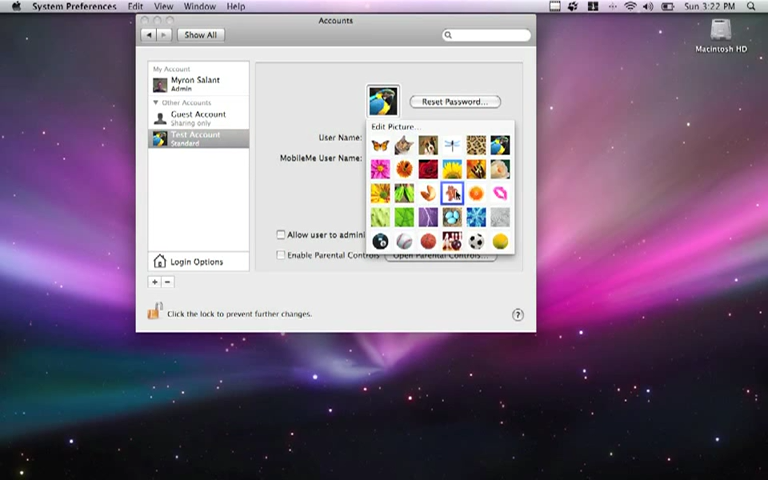 System Preferences Edit View Window Help Sun 3:22 PM
Accounts
Show All
Macintosh HD
My Account
Myron Salant
Admin
Other Accounts
Guest Account
Sharing only
Test Account
Standard
Login Options
Reset Password...
Edit Picture...
User Name:
MobileMe User Name:
Allow user to admini
Enable Parental Controls
Open Parental Controls...
Click the lock to prevent further changes.
?